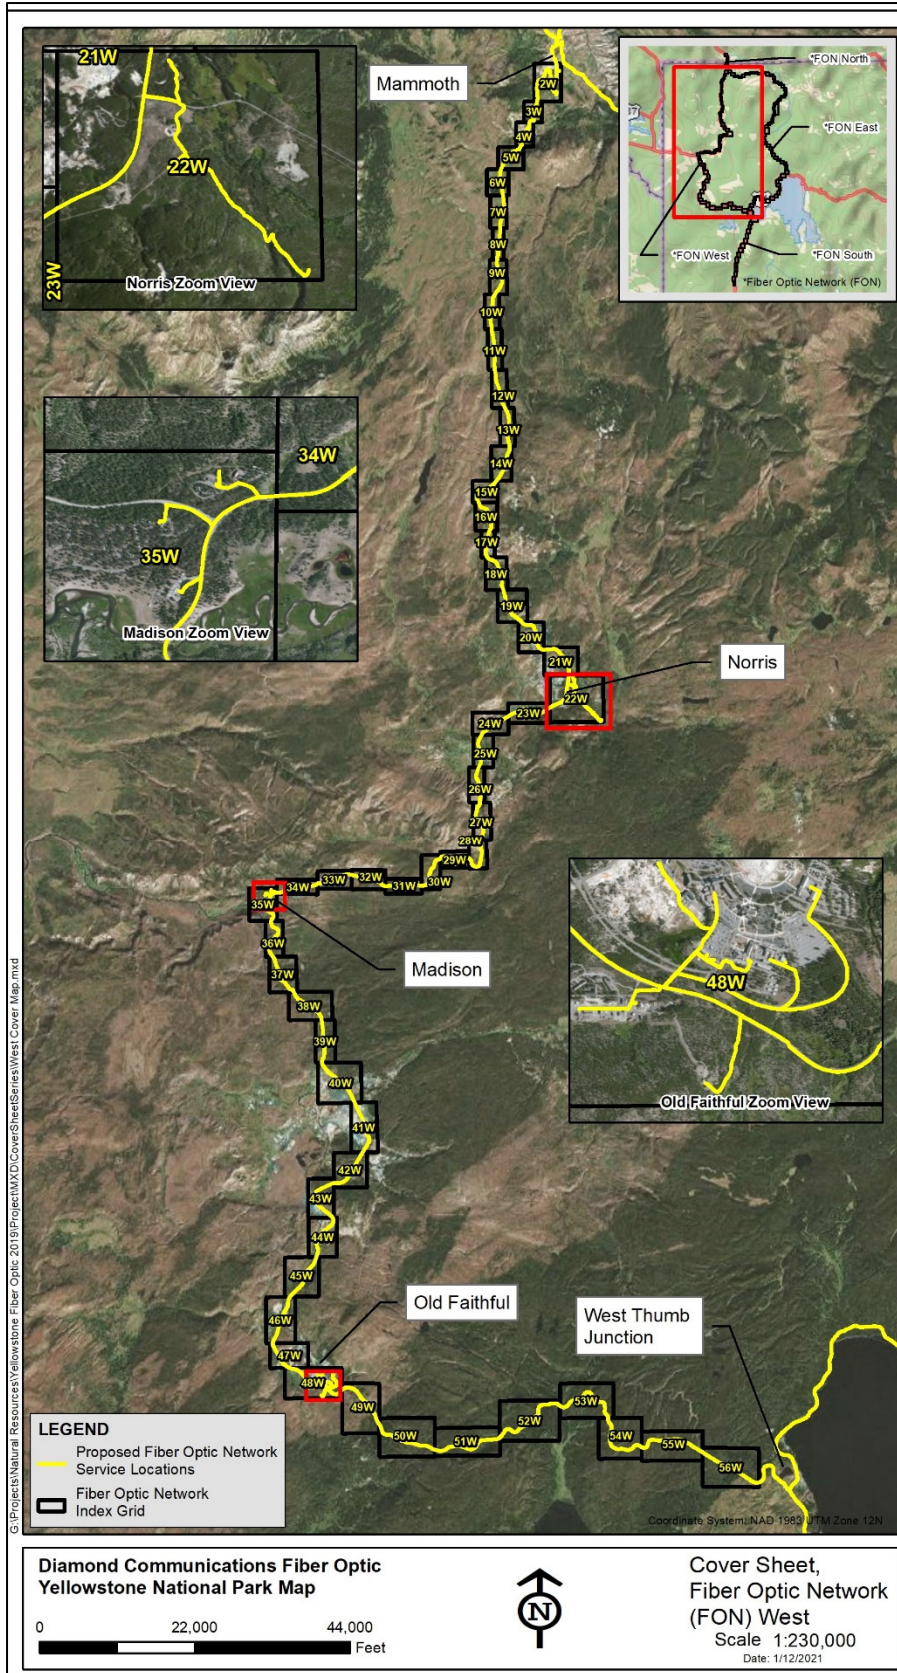 21W
22W
23W
Norris Zoom View
Mammoth
*FON North
*FON East
*FON West
*FON South
*Fiber Optic Network (FON)
34W
35W
Madison Zoom View
2W
3W
4W
5W
6W
7W
8W
9W
10W
11W
12W
13W
14W
15W
16W
17W
18W
19W
20W
21W
Norris
22W
23W
24W
25W
26W
27W
28W
29W
30W
31W
32W
33W
34W
35W
36W
Madison
37W
38W
39W
40W
41W
42W
43W
44W
45W
46W
47W
48W
Old Faithful Zoom View
Old Faithful
West Thumb
Junction
48W
49W
50W
51W
52W
53W
54W
55W
56W
LEGEND
Proposed Fiber Optic Network
Service Locations
Fiber Optic Network
Index Grid
Coordinate System: NAD 1983 UTM Zone 12N
G:\Projects\Natural Resources\Yellowstone Fiber Optic 2019\Project\MXD\CoverSheetSeries\West Cover Map.mxd
Diamond Communications Fiber Optic
Yellowstone National Park Map
0 22,000 44,000
Feet
N
Cover Sheet,
Fiber Optic Network
(FON) West
Scale 1:230,000
Date: 1/12/2021